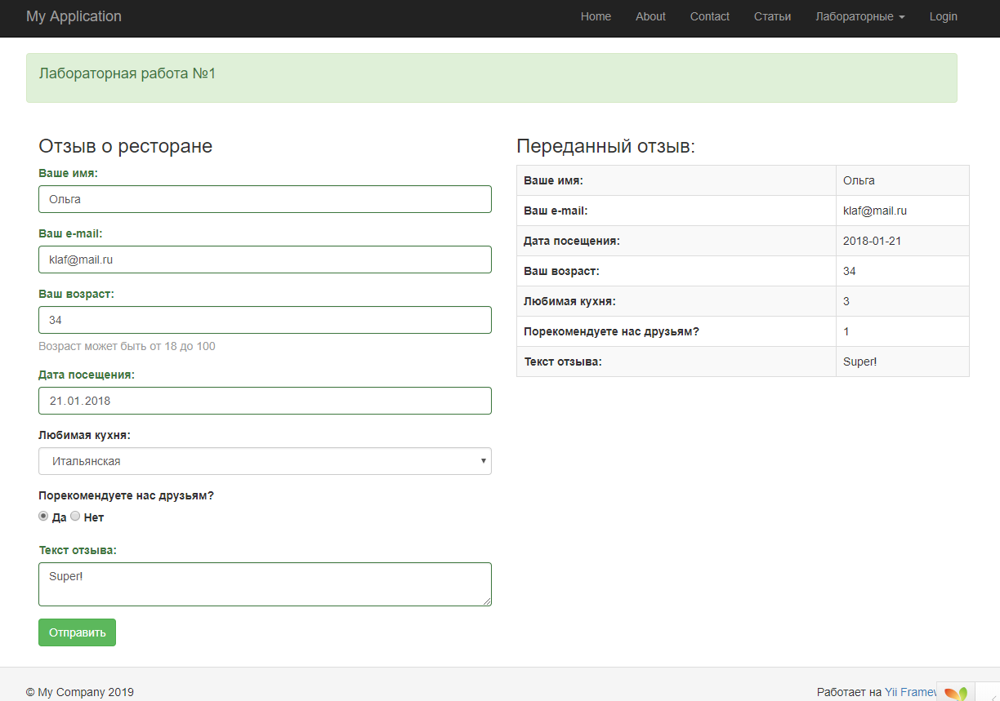 My Application
Home About Contact Статьи Лабораторные Login
Лабораторная работа №1
Отзыв о ресторане
Ваше имя:
Ольга
Ваш e-mail:
klaf@mail.ru
Ваш возраст:
34
Возраст может быть от 18 до 100
Дата посещения:
21.01.2018
Любимая кухня:
Итальянская
Порекомендуете нас друзьям?
Да Нет
Текст отзыва:
Super!
Отправить
Переданный отзыв:
Ваше имя: Ольга
Ваш e-mail: klaf@mail.ru
Дата посещения: 2018-01-21
Ваш возраст: 34
Любимая кухня: 3
Порекомендуете нас друзьям? 1
Текст отзыва: Super!
© My Company 2019
Работает на Yii